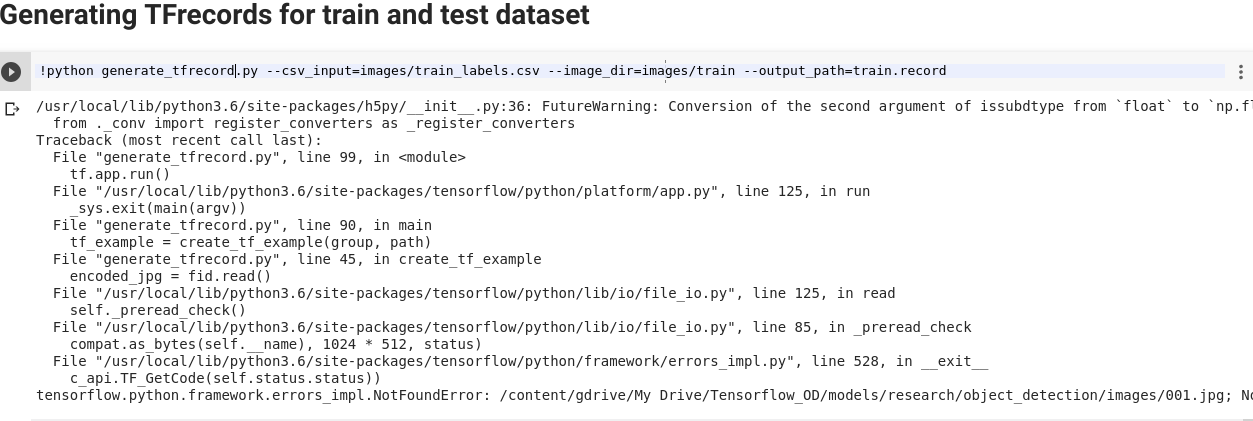 Generating TFrecords for train and test dataset
!python generate_tfrecord.py --csv_input=images/train_labels.csv --image_dir=images/train --output_path=train.record
/usr/local/lib/python3.6/site-packages/h5py/__init__.py:36: FutureWarning: Conversion of the second argument of issubdtype from `float` to `np.fl
  from ._conv import register_converters as _register_converters
Traceback (most recent call last):
  File "generate_tfrecord.py", line 99, in <module>
    tf.app.run()
  File "/usr/local/lib/python3.6/site-packages/tensorflow/python/platform/app.py", line 125, in run
    _sys.exit(main(argv))
  File "generate_tfrecord.py", line 90, in main
    tf_example = create_tf_example(group, path)
  File "generate_tfrecord.py", line 45, in create_tf_example
    encoded_jpg = fid.read()
  File "/usr/local/lib/python3.6/site-packages/tensorflow/python/lib/io/file_io.py", line 125, in read
    self._preread_check()
  File "/usr/local/lib/python3.6/site-packages/tensorflow/python/lib/io/file_io.py", line 85, in _preread_check
    compat.as_bytes(self.__name), 1024 * 512, status)
  File "/usr/local/lib/python3.6/site-packages/tensorflow/python/framework/errors_impl.py", line 528, in __exit__
    c_api.TF_GetCode(self.status.status))
tensorflow.python.framework.errors_impl.NotFoundError: /content/gdrive/My Drive/Tensorflow_OD/models/research/object_detection/images/001.jpg; No